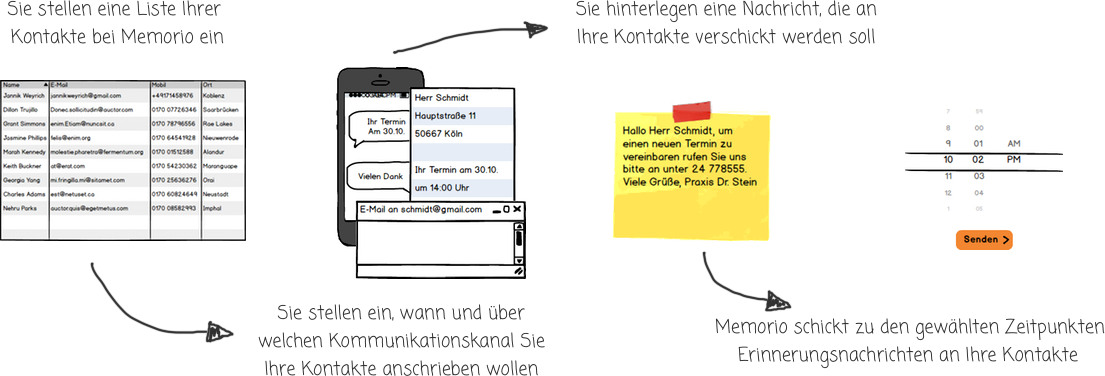 Sie stellen eine Liste Ihrer
Kontakte bei Memorio ein
Name E-Mail Mobil Ort
Jannik Weyrich jannikweyrich@gmail.com +49171458976 Koblenz
Dillon Trujillo Donec.sollicitudin@auctor.com 0170 07726346 Saarbrücken
Grant Simmons enim.Etiam@nuncsit.ca 0170 78796556 Rae Lakes
Jasmine Phillips felis@enim.org 0170 64541928 Nieuwenrode
Marah Kennedy molestie.pharetra@fermentum.org 0170 01512588 Alandur
Keith Buckner at@erat.com 0170 54230362 Maranguape
Georgia Yang mi.fringilla.mi@sitamet.com 0170 25636276 Orai
Charles Adams est@netuset.ca 0170 60824649 Neustadt
Nehru Parks auctor.quis@egetmetus.com 0170 08582993 Imphal
Sie stellen ein, wann und über
welchen Kommunikationskanal Sie
Ihre Kontakte anschrieben wollen
PM
Ihr Termin
Am 30.10.
Vielen Dank
Herr Schmidt
Hauptstraße 11
50667 Köln
Ihr Termin am 30.10.
um 14:00 Uhr
E-Mail an schmidt@gmail.com
Sie hinterlegen eine Nachricht, die an
Ihre Kontakte verschickt werden soll
Hallo Herr Schmidt, um
einen neuen Termin zu
vereinbaren rufen Sie uns
bitte an unter 24 778555.
Viele Grüße, Praxis Dr. Stein
7 59
8 00
9 01 AM
10 02 PM
11 03
12 04
1 05
Senden >
Memorio schickt zu den gewählten Zeitpunkten
Erinnerungsnachrichten an Ihre Kontakte